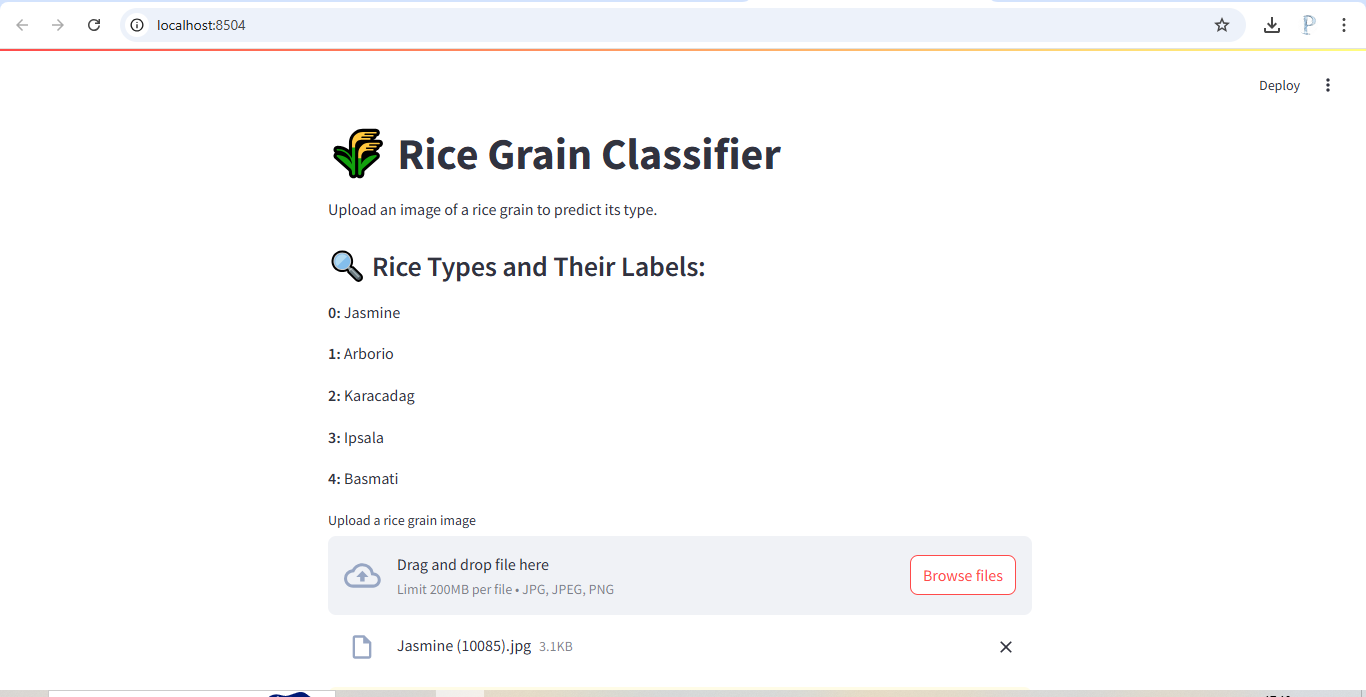 localhost:8504
Deploy
Rice Grain Classifier
Upload an image of a rice grain to predict its type.
Rice Types and Their Labels:
0: Jasmine
1: Arborio
2: Karacadag
3: Ipsala
4: Basmati
Upload a rice grain image
Drag and drop file here
Limit 200MB per file • JPG, JPEG, PNG
Browse files
Jasmine (10085).jpg 3.1KB